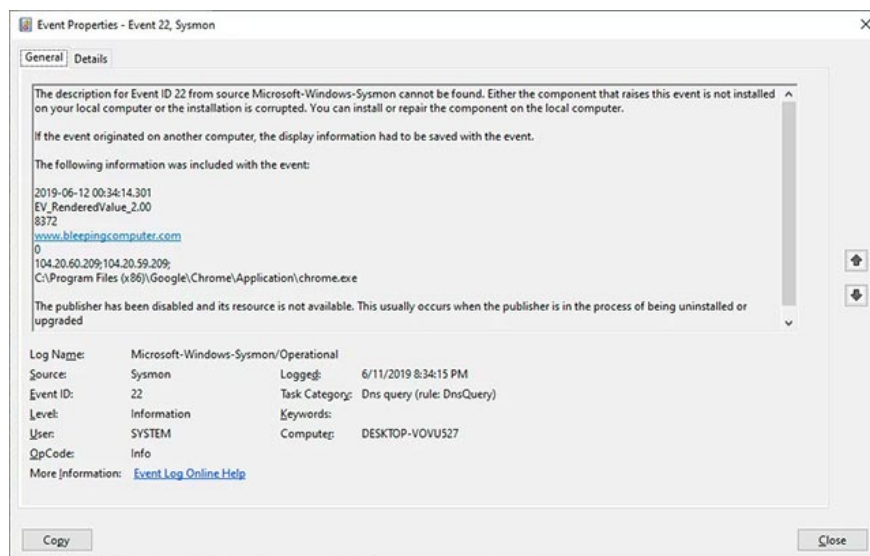 Event Properties - Event 22, Sysmon
General Details
The description for Event ID 22 from source Microsoft-Windows-Sysmon cannot be found. Either the component that raises this event is not installed
on your local computer or the installation is corrupted. You can install or repair the component on the local computer.
If the event originated on another computer, the display information had to be saved with the event.
The following information was included with the event:
2019-06-12 00:34:14.301
EV_RenderedValue_2.00
8372
www.bleepingcomputer.com
0
104.20.60.209;104.20.59.209;
C:\Program Files (x86)\Google\Chrome\Application\chrome.exe
The publisher has been disabled and its resource is not available. This usually occurs when the publisher is in the process of being uninstalled or
upgraded
Log Name: Microsoft-Windows-Sysmon/Operational
Source: Sysmon Logged: 6/11/2019 8:34:15 PM
Event ID: 22 Task Category: Dns query (rule: DnsQuery)
Level: Information Keywords:
User: SYSTEM Computer: DESKTOP-VOVU527
OpCode: Info
More Information: Event Log Online Help
Copy Close